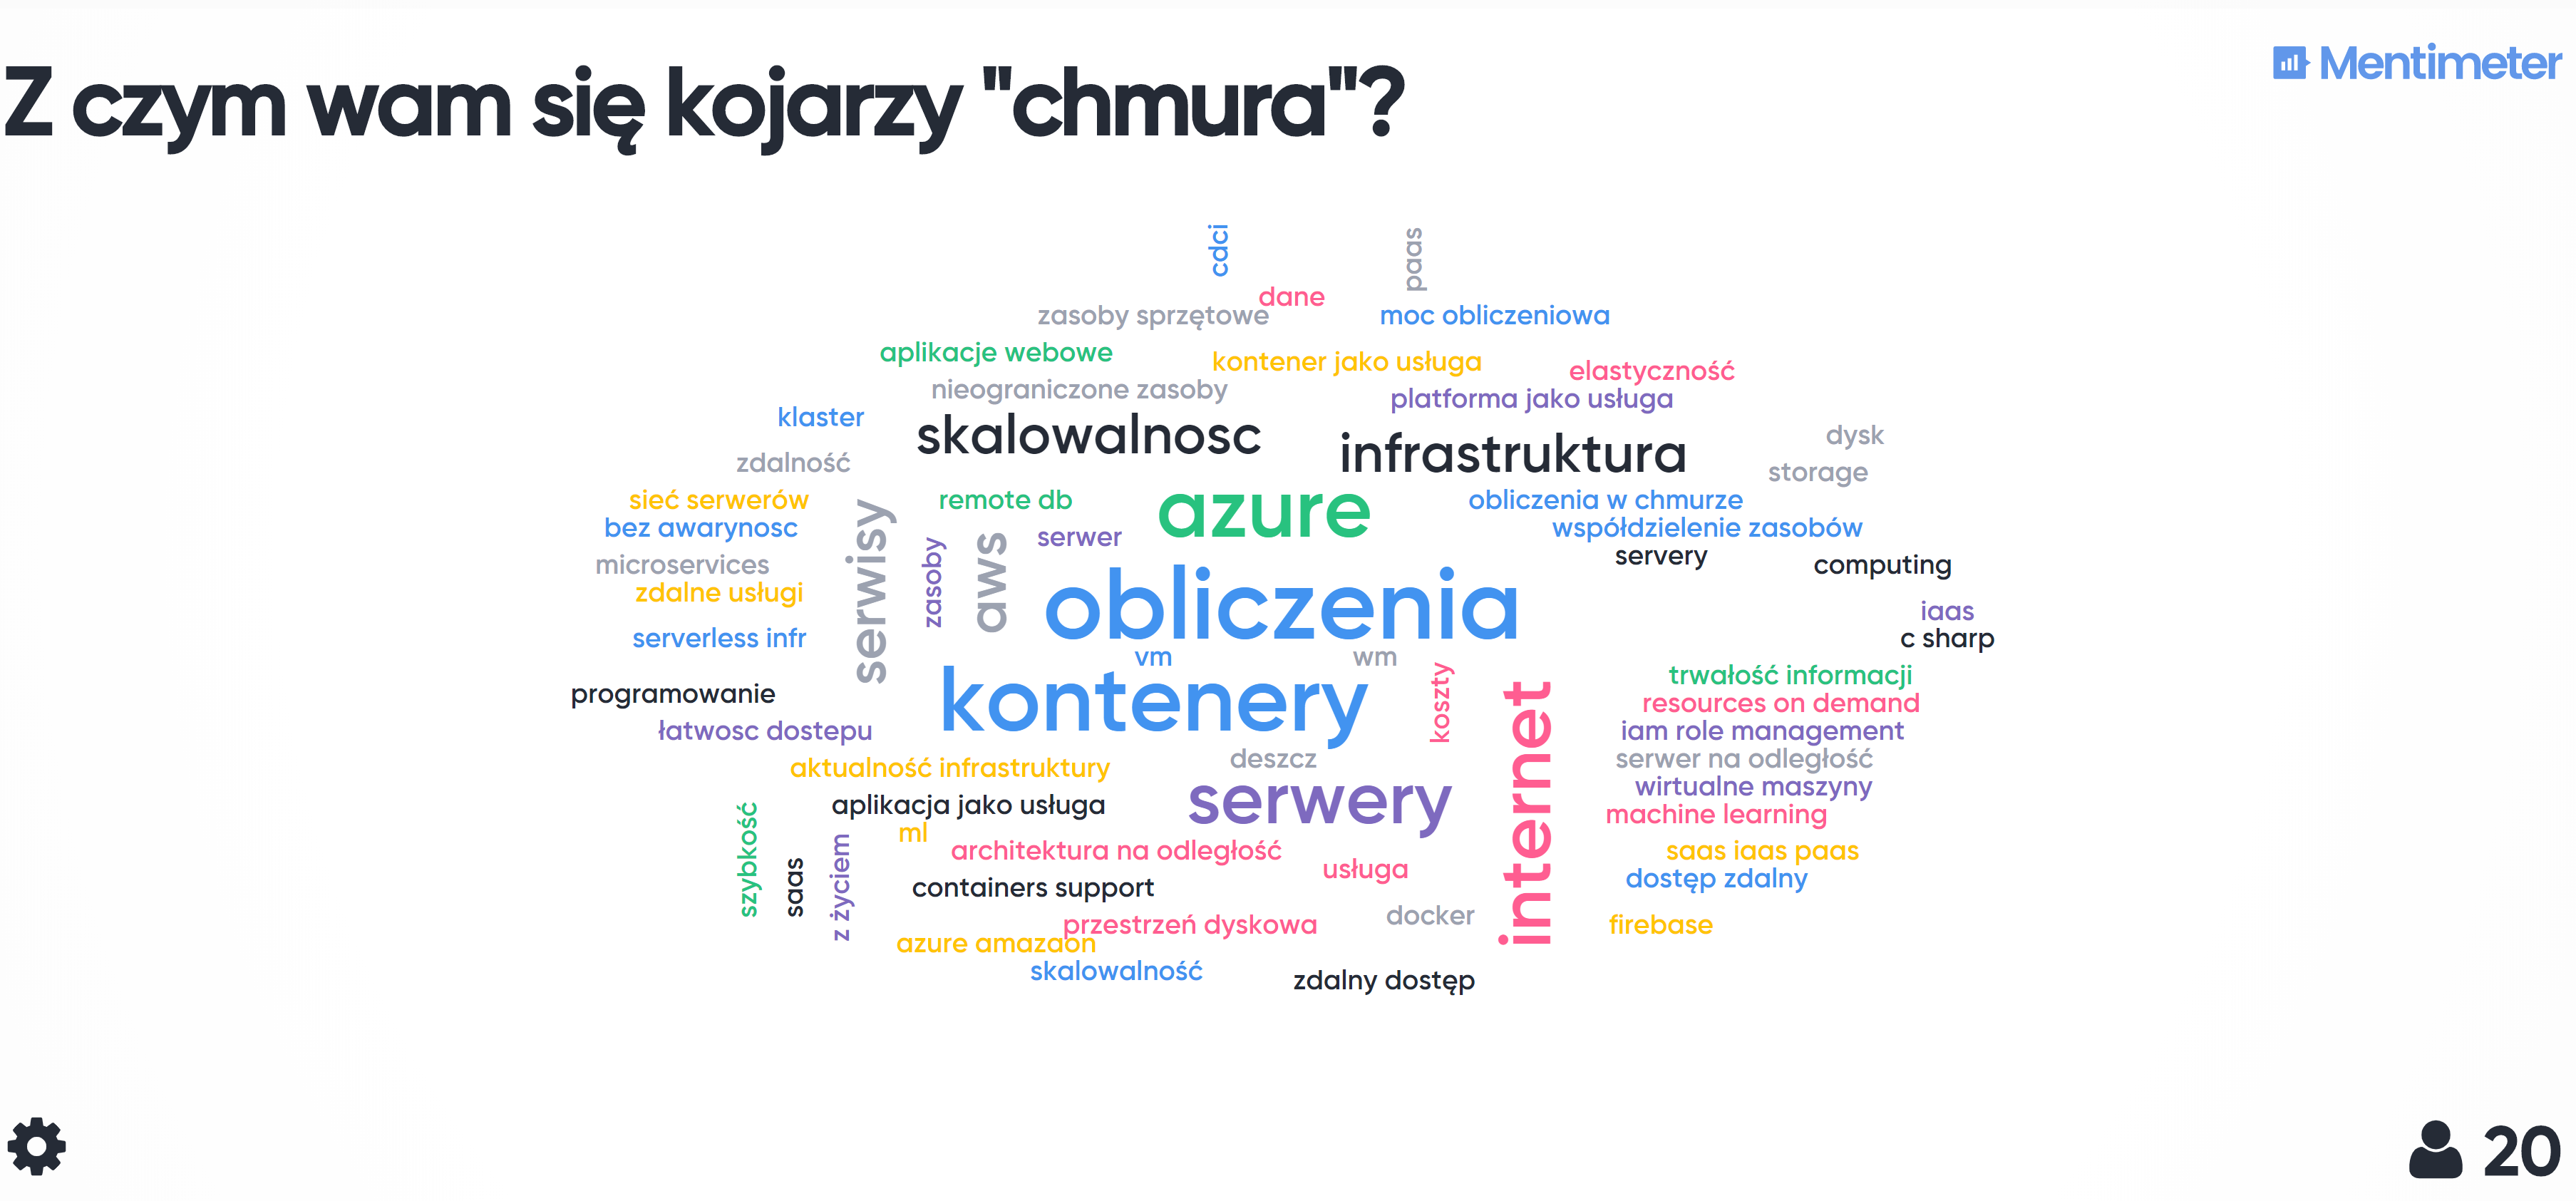 Z czym wam się kojarzy "chmura"?
Mentimeter
cdci
paas
dane
zasoby sprzętowe
moc obliczeniowa
aplikacje webowe
kontener jako usługa
elastyczność
nieograniczone zasoby
platforma jako usługa
klaster
skalowalnosc
infrastruktura
dysk
zdalność
storage
sieć serwerów
serwisy
remote db
azure
obliczenia w chmurze
bez awarynosc
zasoby
aws
serwer
współdzielenie zasobów
servery
microservices
computing
zdalne usługi
obliczenia
iaas
serverless infr
c sharp
vm
wm
kontenery
koszty
internet
trwałość informacji
programowanie
resources on demand
łatwosc dostepu
iam role management
deszcz
serwer na odległość
aktualność infrastruktury
wirtualne maszyny
aplikacja jako usługa
serwery
machine learning
szybkość
saas
z życiem
ml
architektura na odległość
usługa
saas iaas paas
containers support
dostęp zdalny
przestrzeń dyskowa
docker
firebase
azure amazaon
skalowalność
zdalny dostęp
20